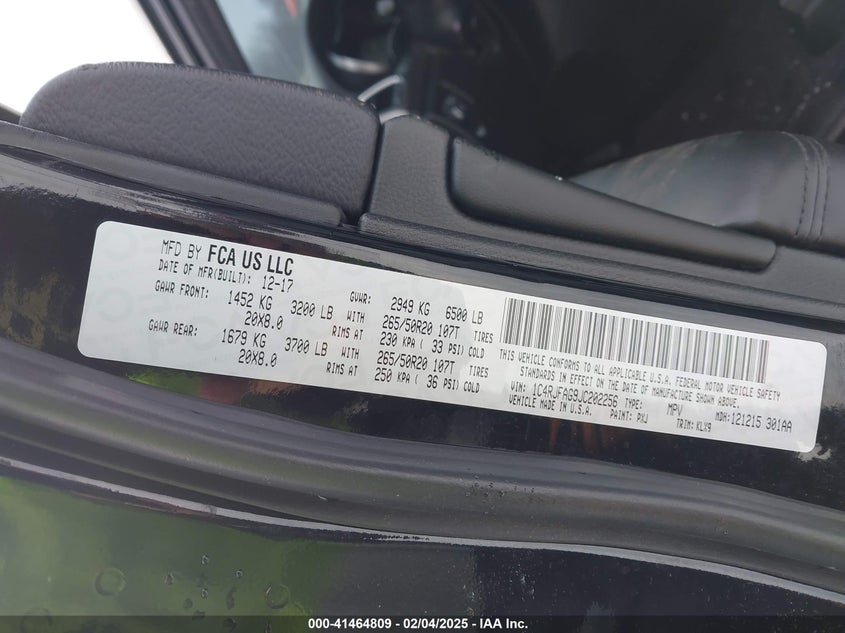 MFD BY FCA US LLC
DATE OF MFR(BUILT): 12-17 GVWR: 2949 KG 6500 LB
GAWR FRONT: 1452 KG 3200 LB WITH 265/50R20 107T TIRES
20X8.0 RIMS AT 230 KPA ( 33 PSI) COLD
GAWR REAR: 1679 KG 3700 LB WITH 265/50R20 107T TIRES
20X8.0 RIMS AT 250 KPA ( 36 PSI) COLD
THIS VEHICLE CONFORMS TO ALL APPLICABLE U.S.A. FEDERAL MOTOR VEHICLE SAFETY
STANDARDS IN EFFECT ON THE DATE OF MANUFACTURE SHOWN ABOVE.
VIN: 1C4RJFAG9JC202256 TYPE: MPV MDH: 121215 301AA
VEHICLE MADE IN U.S.A. PAINT: PXJ TRIM: KLX9
000-41464809 - 02/04/2025 - IAA Inc.